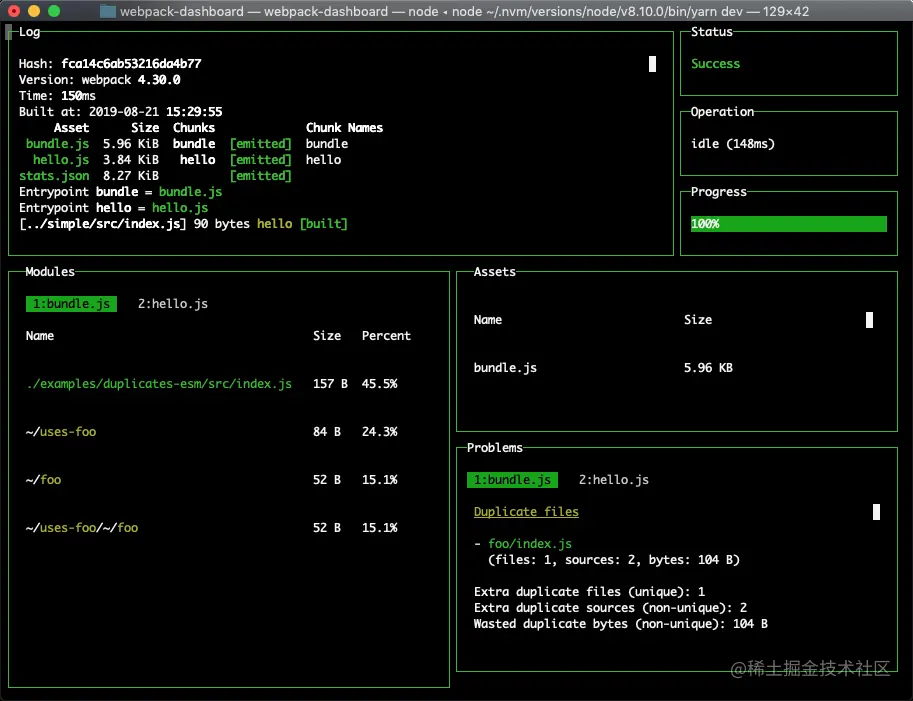 webpack-dashboard — webpack-dashboard — node ◂ node ~/.nvm/versions/node/v8.10.0/bin/yarn dev — 129×42
Log
Hash: fca14c6ab53216da4b77
Version: webpack 4.30.0
Time: 150ms
Built at: 2019-08-21 15:29:55
Asset Size Chunks Chunk Names
bundle.js 5.96 KiB bundle [emitted] bundle
hello.js 3.84 KiB hello [emitted] hello
stats.json 8.27 KiB [emitted]
Entrypoint bundle = bundle.js
Entrypoint hello = hello.js
[../simple/src/index.js] 90 bytes hello [built]
Status
Success
Operation
idle (148ms)
Progress
100%
Modules
1:bundle.js 2:hello.js
Name Size Percent
./examples/duplicates-esm/src/index.js 157 B 45.5%
~/uses-foo 84 B 24.3%
~/foo 52 B 15.1%
~/uses-foo/~/foo 52 B 15.1%
Assets
Name Size
bundle.js 5.96 KB
Problems
1:bundle.js 2:hello.js
Duplicate files
- foo/index.js
(files: 1, sources: 2, bytes: 104 B)
Extra duplicate files (unique): 1
Extra duplicate sources (non-unique): 2
Wasted duplicate bytes (non-unique): 104 B
@稀土掘金技术社区